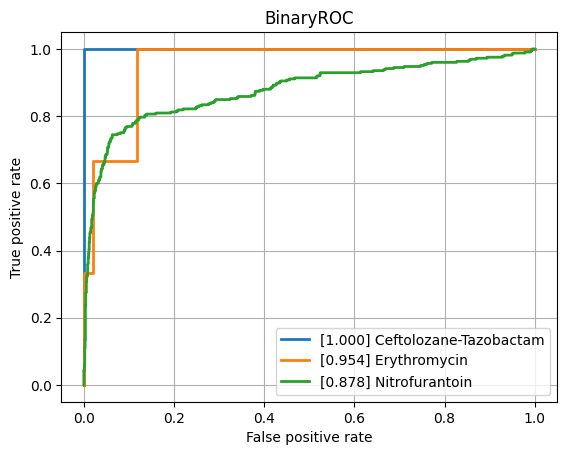 BinaryROC
1.0
0.8
0.6
0.4
0.2
0.0
True positive rate
[1.000] Ceftolozane-Tazobactam
[0.954] Erythromycin
[0.878] Nitrofurantoin
0.0 0.2 0.4 0.6 0.8 1.0
False positive rate